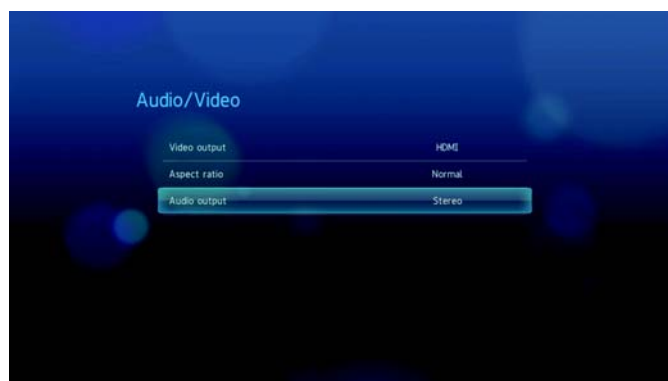 Audio/Video
Video output HDMI
Aspect ratio Normal
Audio output Stereo